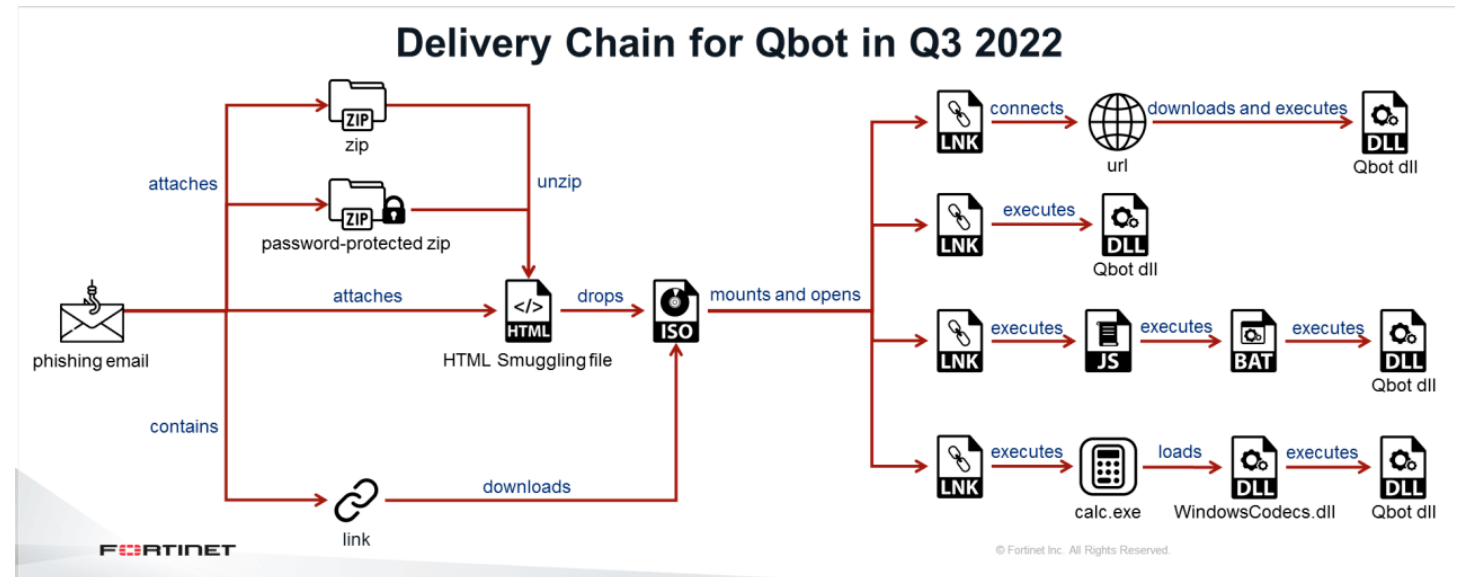 Delivery Chain for Qbot in Q3 2022
ZIP
zip
attaches
unzip
ZIP
password-protected zip
phishing email
attaches
</>
HTML
HTML Smuggling file
drops
ISO
mounts and opens
contains
link
downloads
LNK
connects
url
downloads and executes
DLL
Qbot dll
LNK
executes
DLL
Qbot dll
LNK
executes
JS
executes
BAT
executes
DLL
Qbot dll
LNK
executes
calc.exe
loads
DLL
WindowsCodecs.dll
executes
DLL
Qbot dll
FORTINET
© Fortinet Inc. All Rights Reserved.